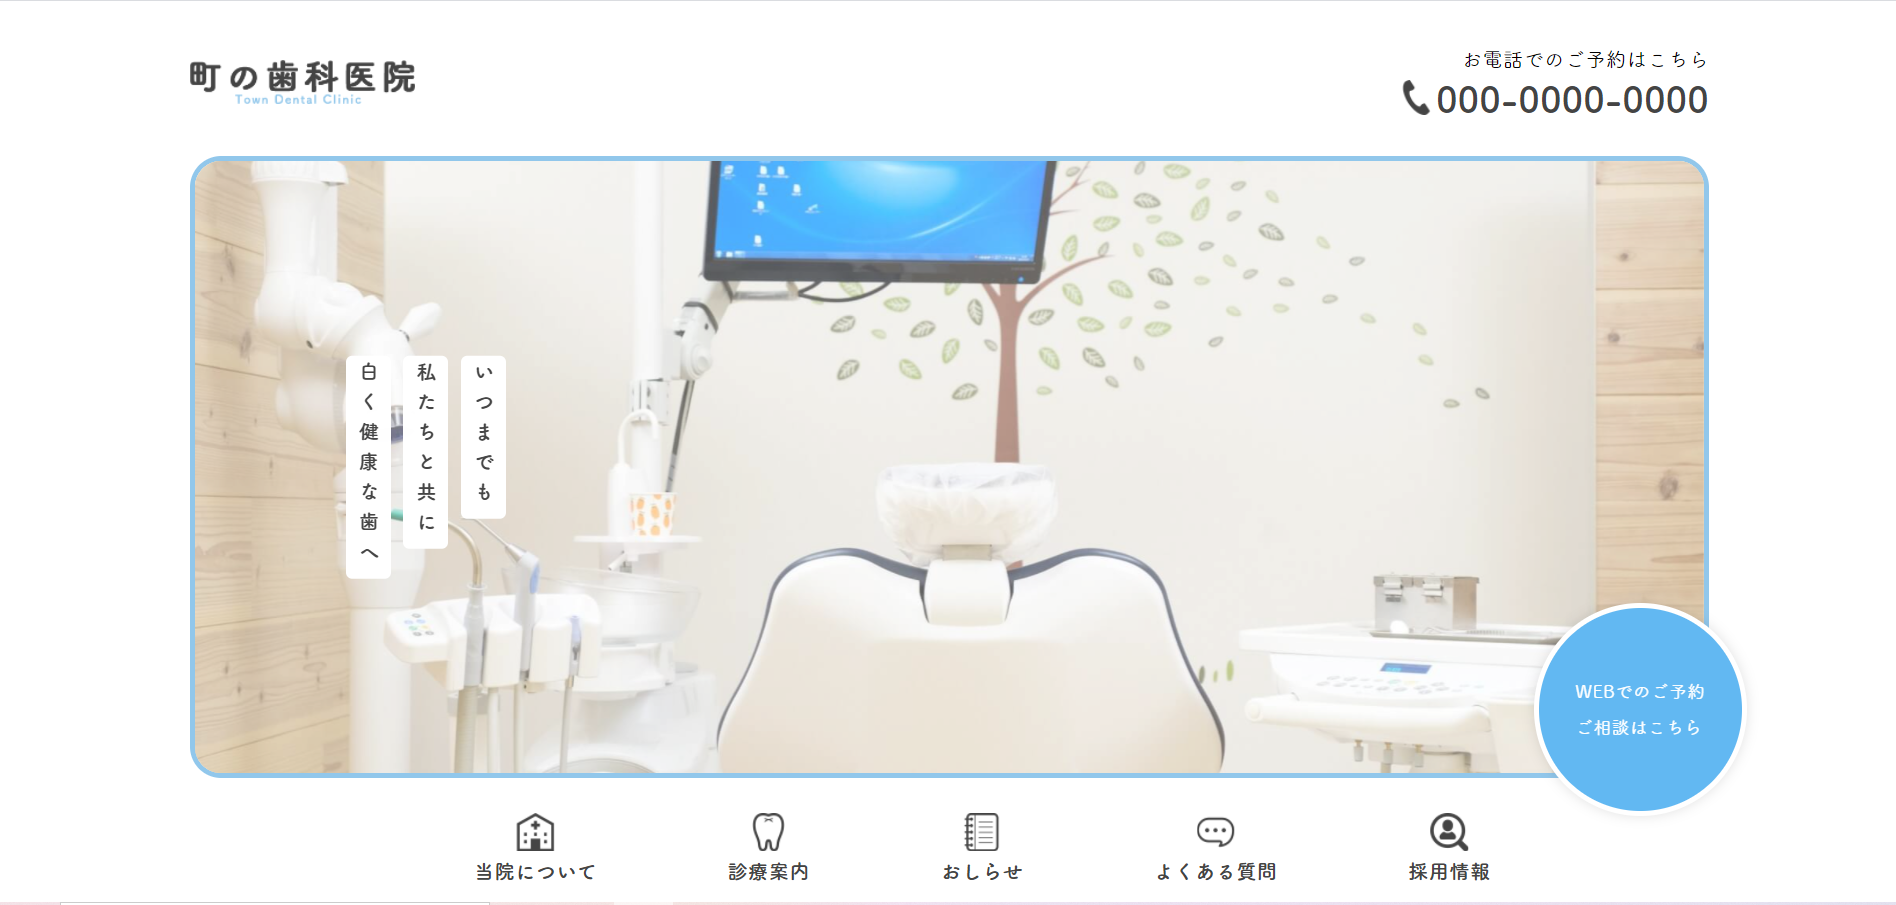 町の歯科医院
Town Dental Clinic
お電話でのご予約はこちら
000-0000-0000
いつまでも
私たちと共に
白く健康な歯へ
WEBでのご予約
ご相談はこちら
当院について
診療案内
おしらせ
よくある質問
採用情報